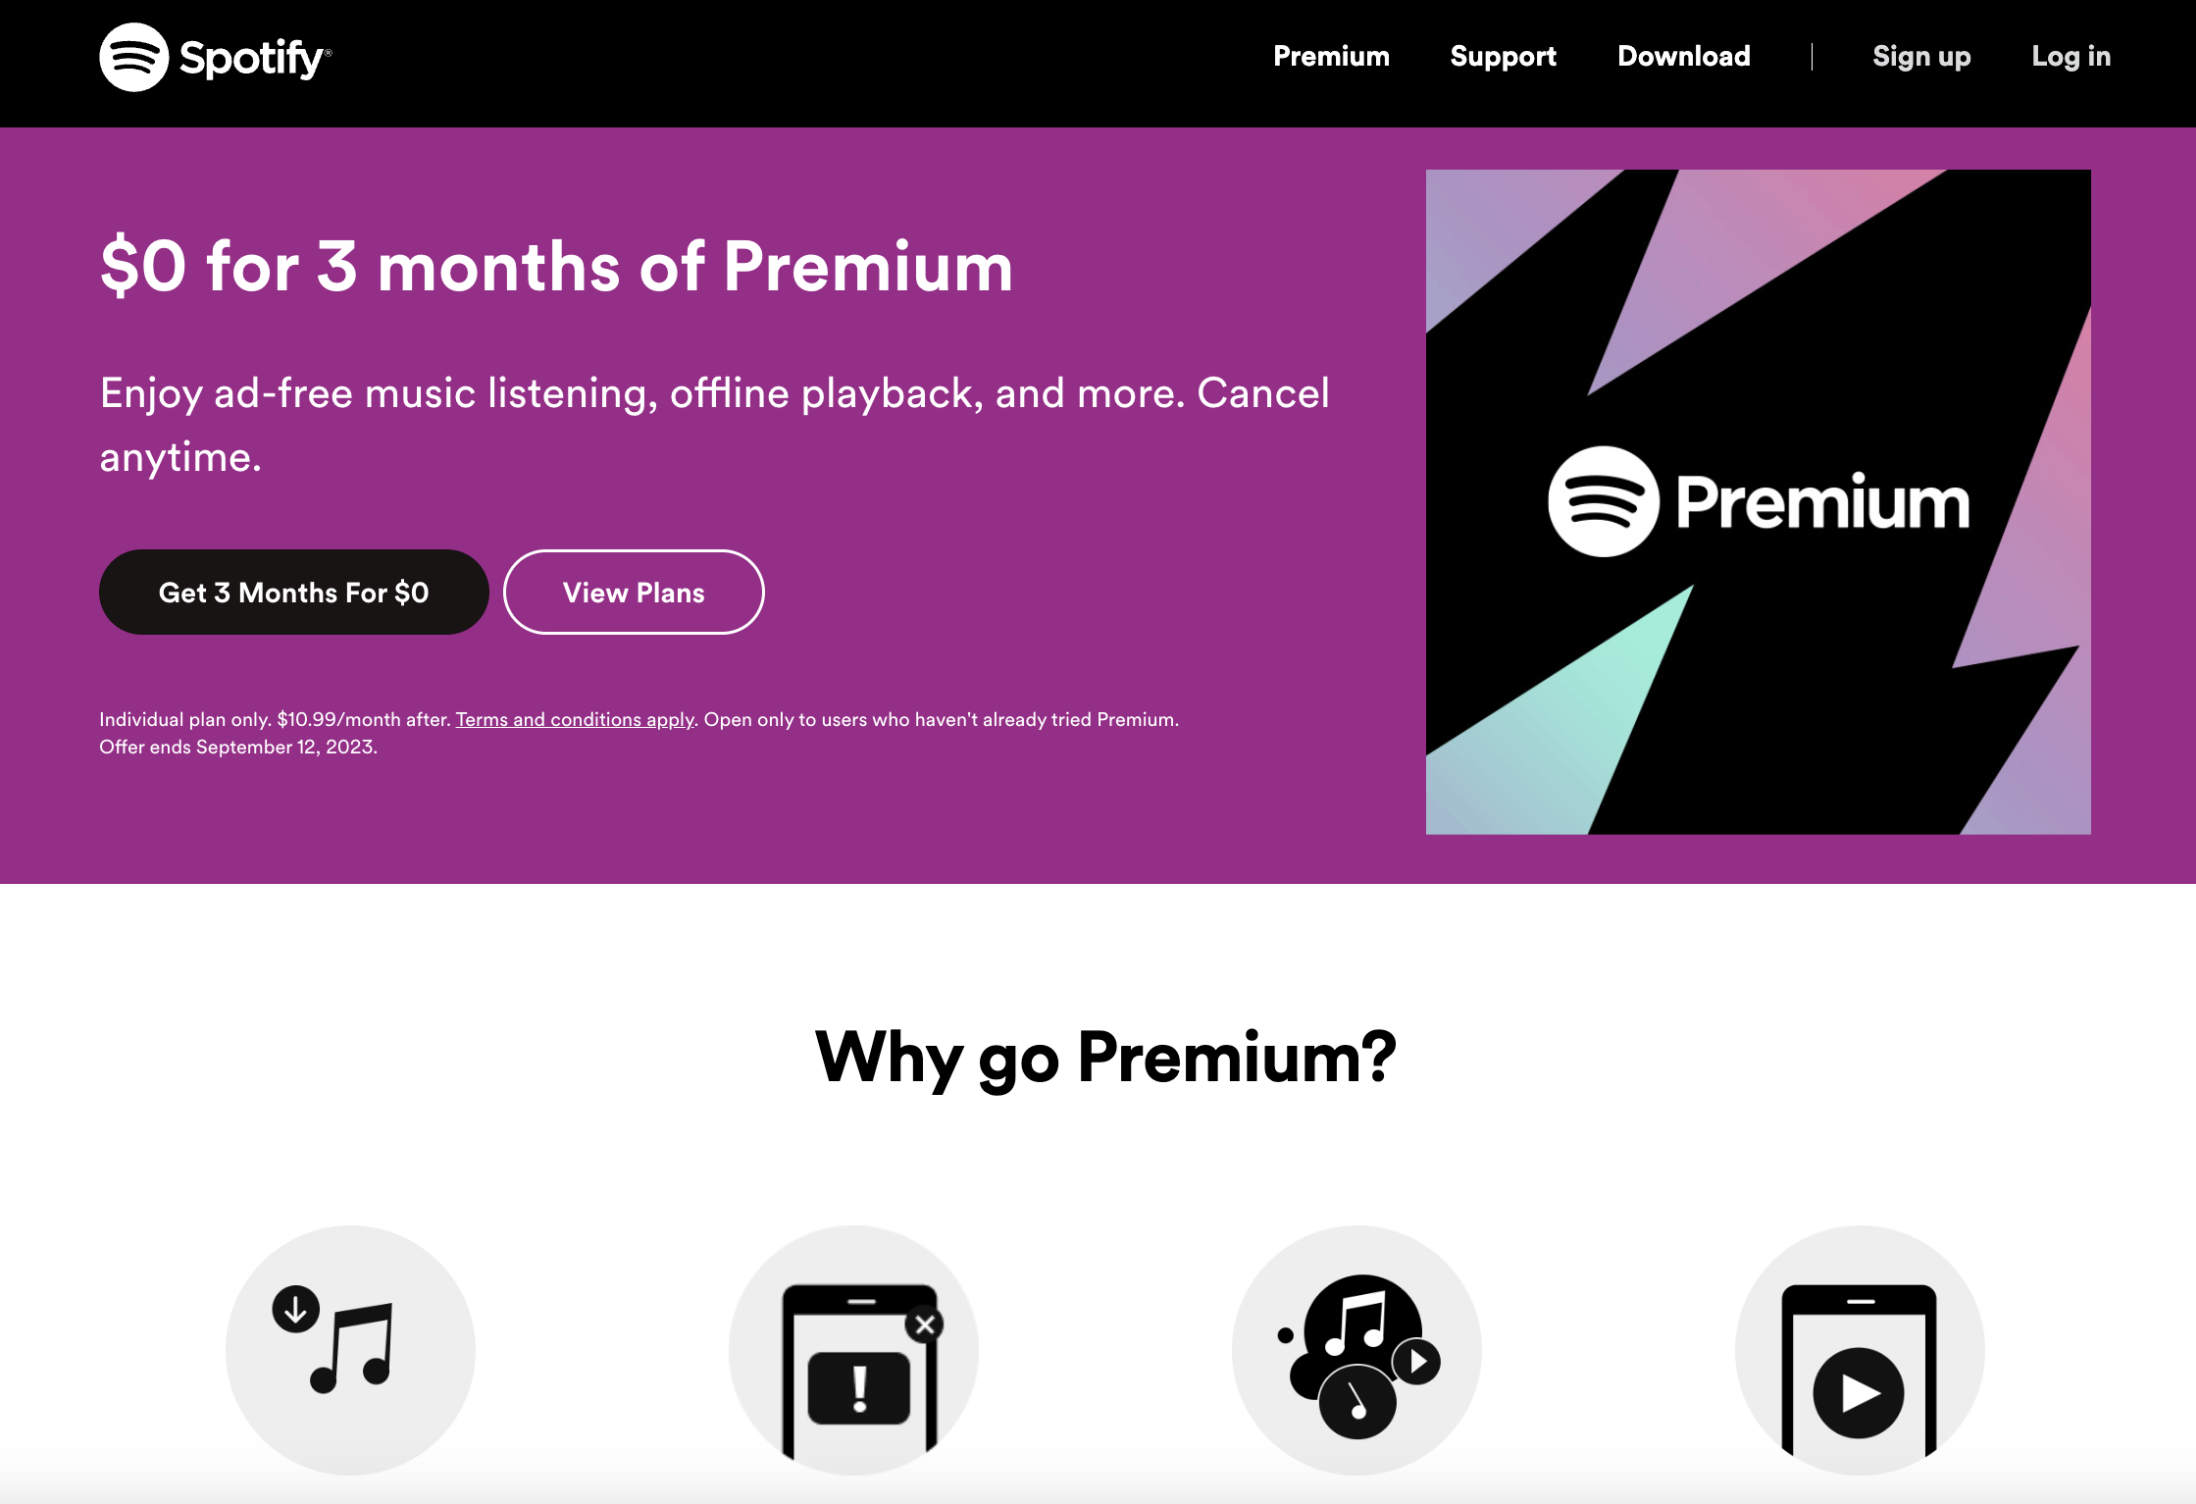 Spotify®
Premium
Support
Download
Sign up
Log in
$0 for 3 months of Premium
Enjoy ad-free music listening, offline playback, and more. Cancel
anytime.
Get 3 Months For $0
View Plans
Individual plan only. $10.99/month after. Terms and conditions apply. Open only to users who haven't already tried Premium.
Offer ends September 12, 2023.
Premium
Why go Premium?
!